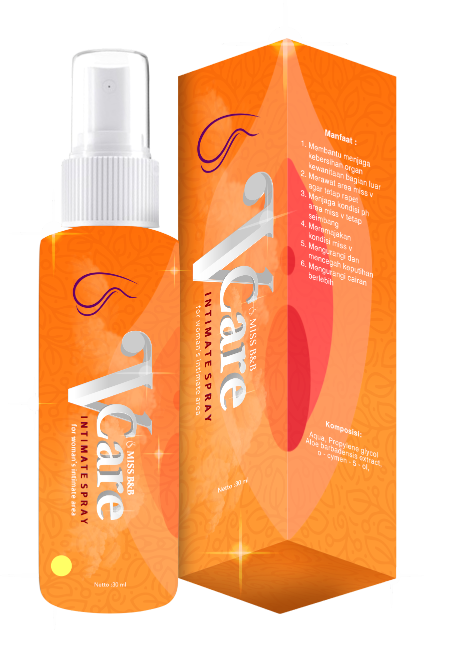 Vcare
MISS B&B
INTIMATE SPRAY
for woman's intimate area
Netto :30 ml
Vcare
MISS B&B
INTIMATE SPRAY
for woman's intimate area
Netto :30 ml
Manfaat :
1. Membantu menjaga
kebersihan organ
kewanitaan bagian luar
2. Merawat area miss v
agar tetap rapet
3. Menjaga kondisi ph
area miss v tetap
seimbang
4. Meremajakan
kondisi miss v
5. Mengurangi dan
mencegah keputihan
6. Mengurangi cairan
berlebih
Komposisi:
Aqua, Propylene glycol
Aloe barbadensis extract,
o - cymen - 5 - ol,